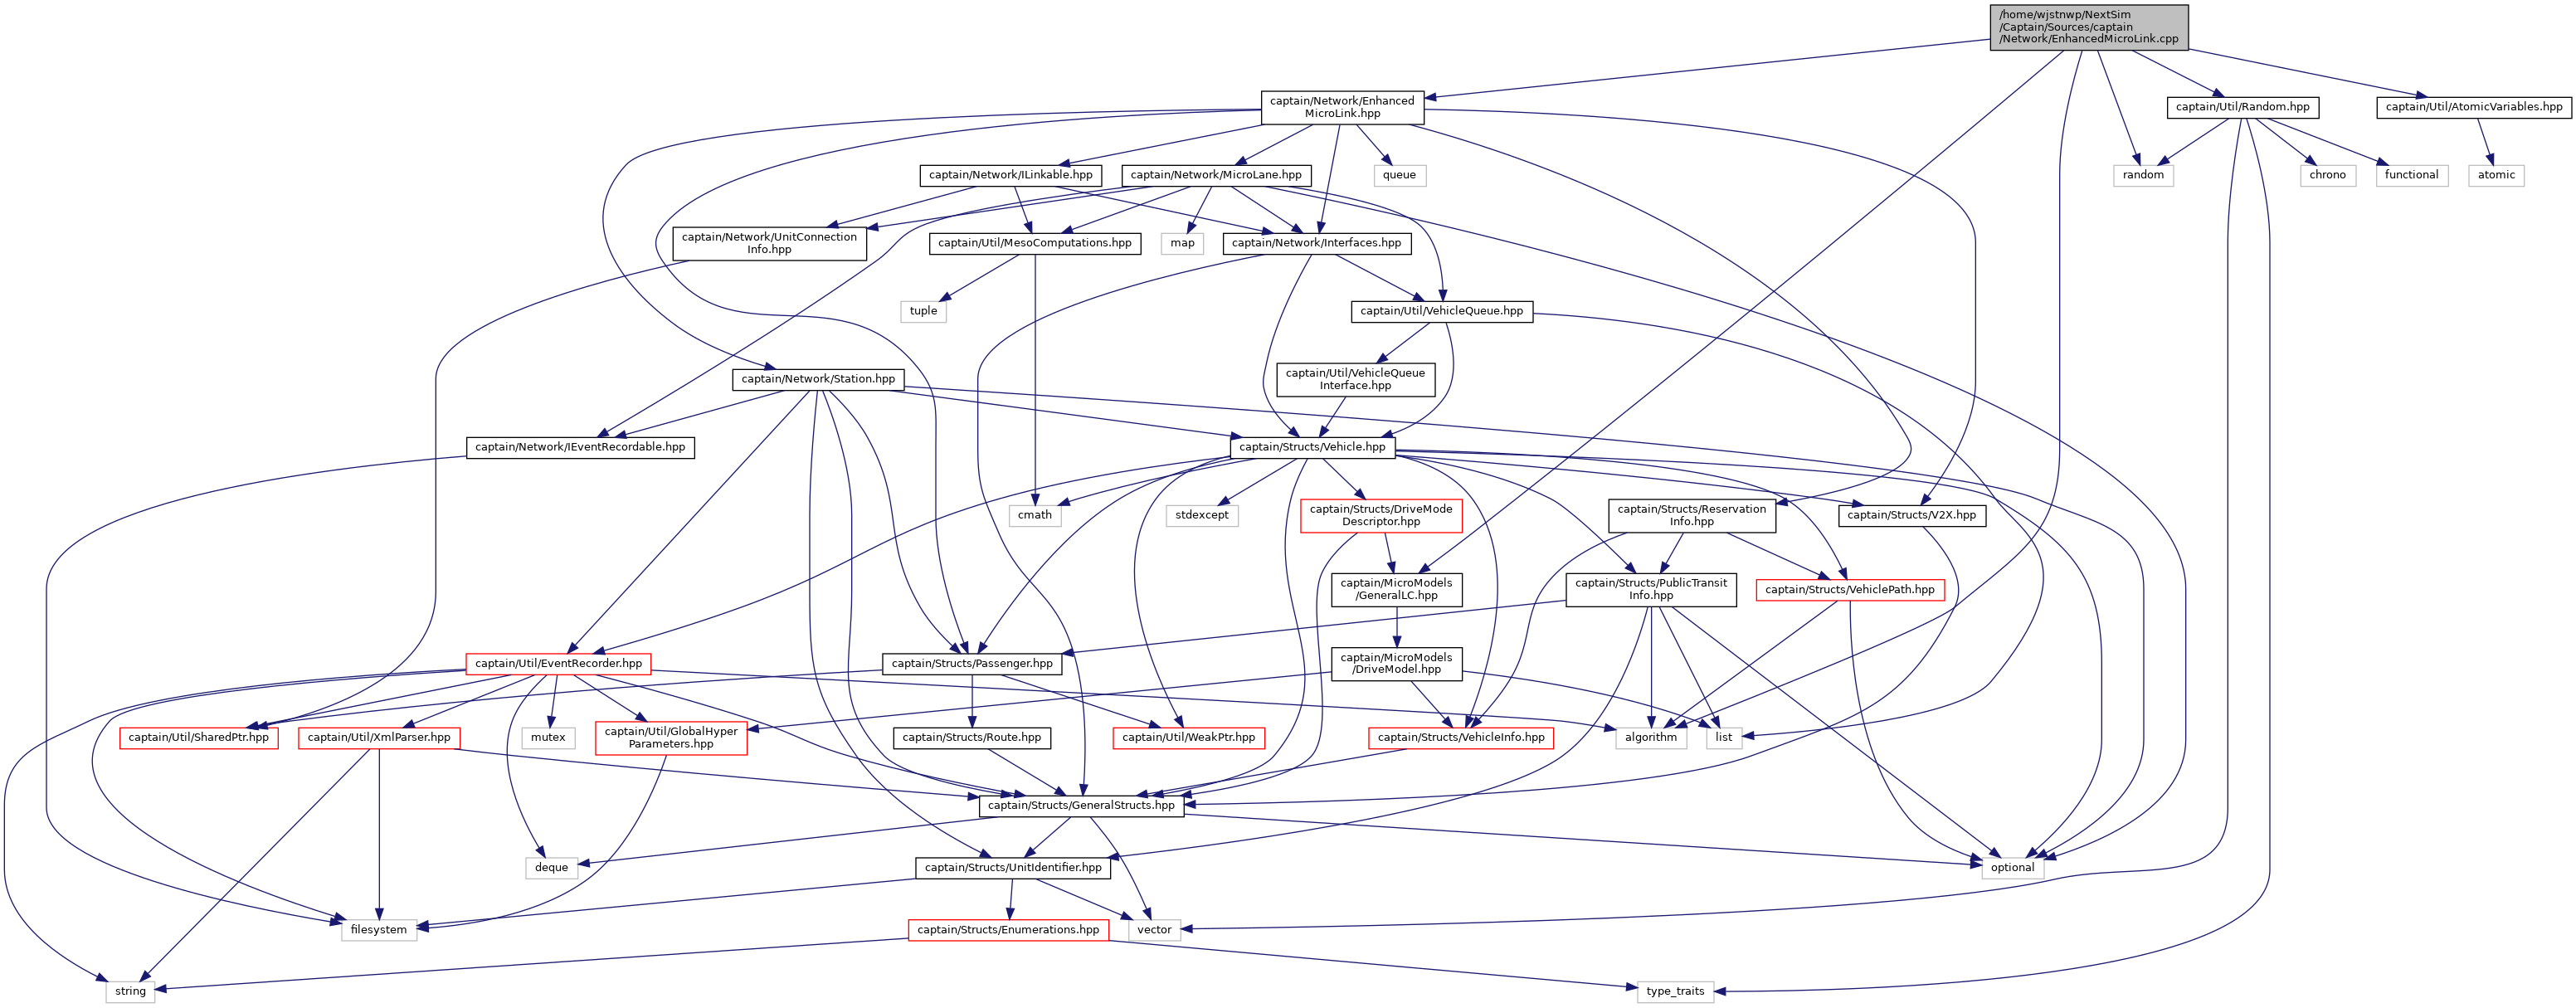 /home/wjstnwp/NextSim
/Captain/Sources/captain
/Network/EnhancedMicroLink.cpp
captain/Network/Enhanced
MicroLink.hpp
captain/Util/Random.hpp
captain/Util/AtomicVariables.hpp
captain/Network/ILinkable.hpp
captain/Network/MicroLane.hpp
queue
random
chrono
functional
atomic
captain/Network/UnitConnection
Info.hpp
captain/Util/MesoComputations.hpp
map
captain/Network/Interfaces.hpp
tuple
captain/Util/VehicleQueue.hpp
captain/Network/Station.hpp
captain/Util/VehicleQueue
Interface.hpp
captain/Network/IEventRecordable.hpp
captain/Structs/Vehicle.hpp
cmath
stdexcept
captain/Structs/DriveMode
Descriptor.hpp
captain/Structs/Reservation
Info.hpp
captain/Structs/V2X.hpp
captain/MicroModels
/GeneralLC.hpp
captain/Structs/PublicTransit
Info.hpp
captain/Structs/VehiclePath.hpp
captain/Util/EventRecorder.hpp
captain/Structs/Passenger.hpp
captain/MicroModels
/DriveModel.hpp
captain/Util/SharedPtr.hpp
captain/Util/XmlParser.hpp
mutex
captain/Util/GlobalHyper
Parameters.hpp
captain/Structs/Route.hpp
captain/Util/WeakPtr.hpp
captain/Structs/VehicleInfo.hpp
algorithm
list
captain/Structs/GeneralStructs.hpp
deque
captain/Structs/UnitIdentifier.hpp
optional
filesystem
captain/Structs/Enumerations.hpp
vector
string
type_traits